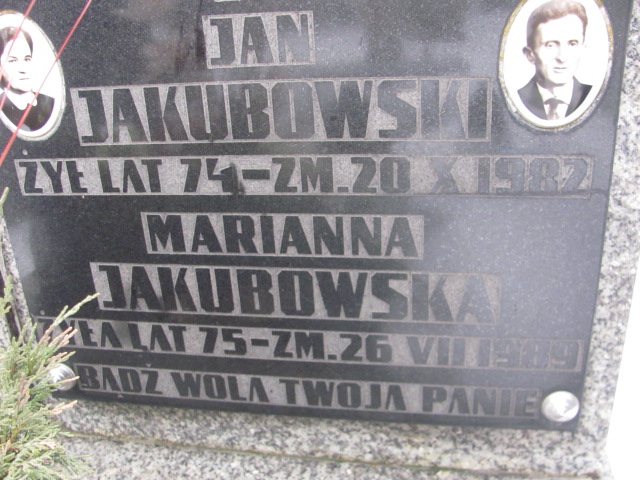 JAN
JAKUBOWSKI
ŻYŁ LAT 74-ZM.20 X 1982
MARIANNA
JAKUBOWSKA
ŻYŁA LAT 75-ZM.26 VII 1989
BĄDZ WOLA TWOJA PANIE